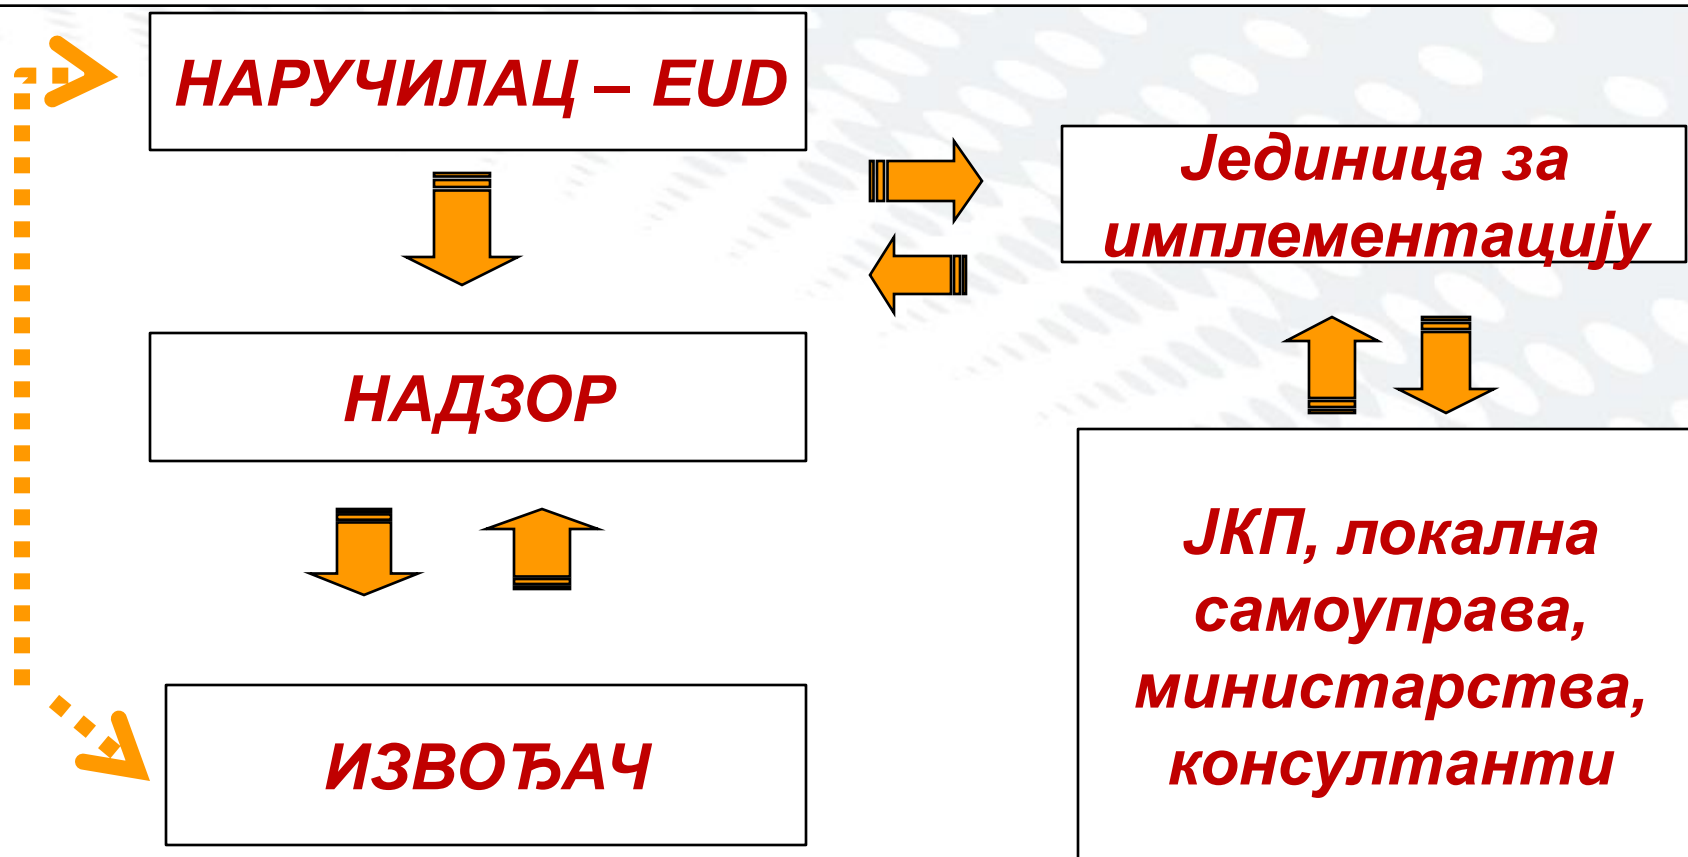 НАРУЧИЛАЦ – EUD
Јединица за
имплементацију
НАДЗОР
ИЗВОЂАЧ
ЈКП, локална
самоуправа,
министарства,
консултанти